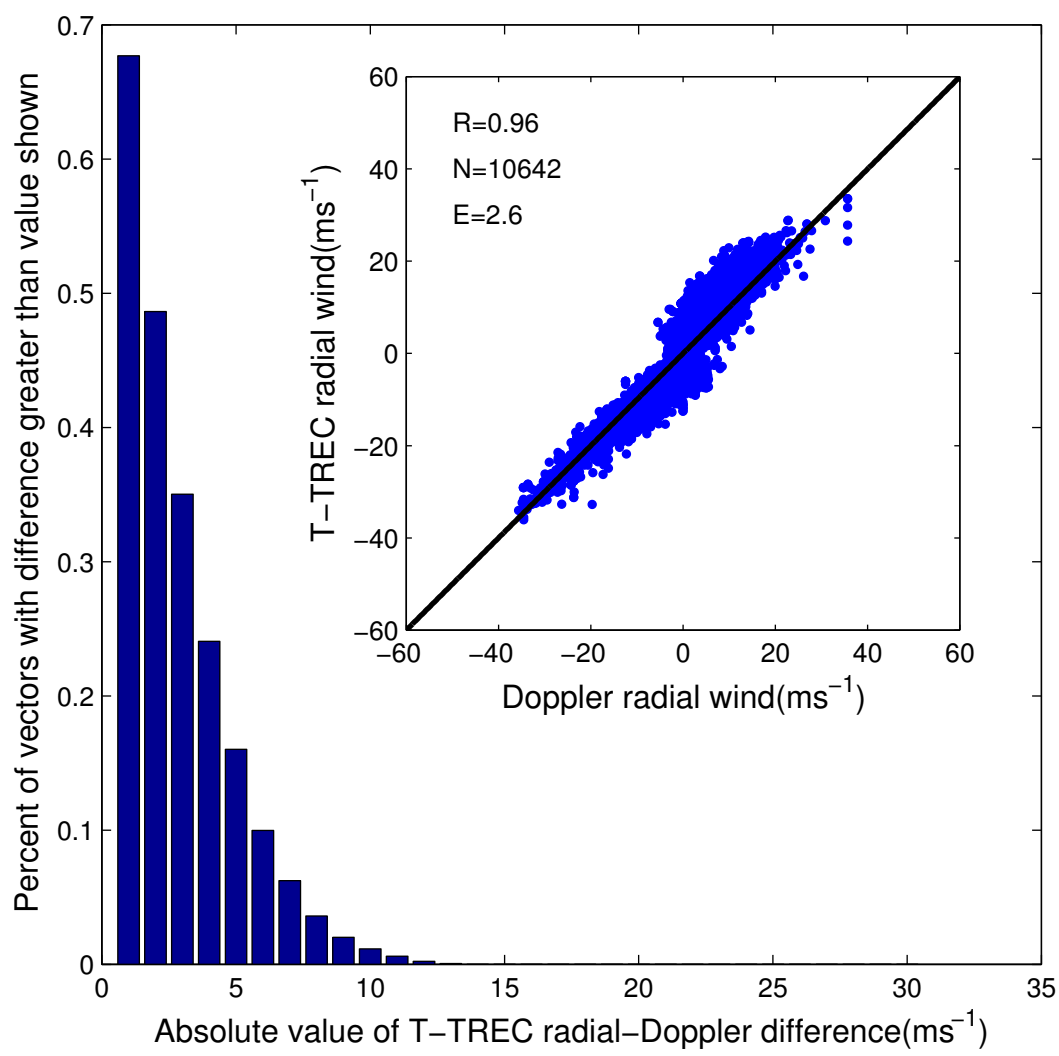 Percent of vectors with difference greater than value shown
0.7
0.6
0.5
0.4
0.3
0.2
0.1
0
0 5 10 15 20 25 30 35
Absolute value of T−TREC radial−Doppler difference(ms⁻¹)
T−TREC radial wind(ms⁻¹)
60
40
20
0
−20
−40
−60
R=0.96
N=10642
E=2.6
−60 −40 −20 0 20 40 60
Doppler radial wind(ms⁻¹)